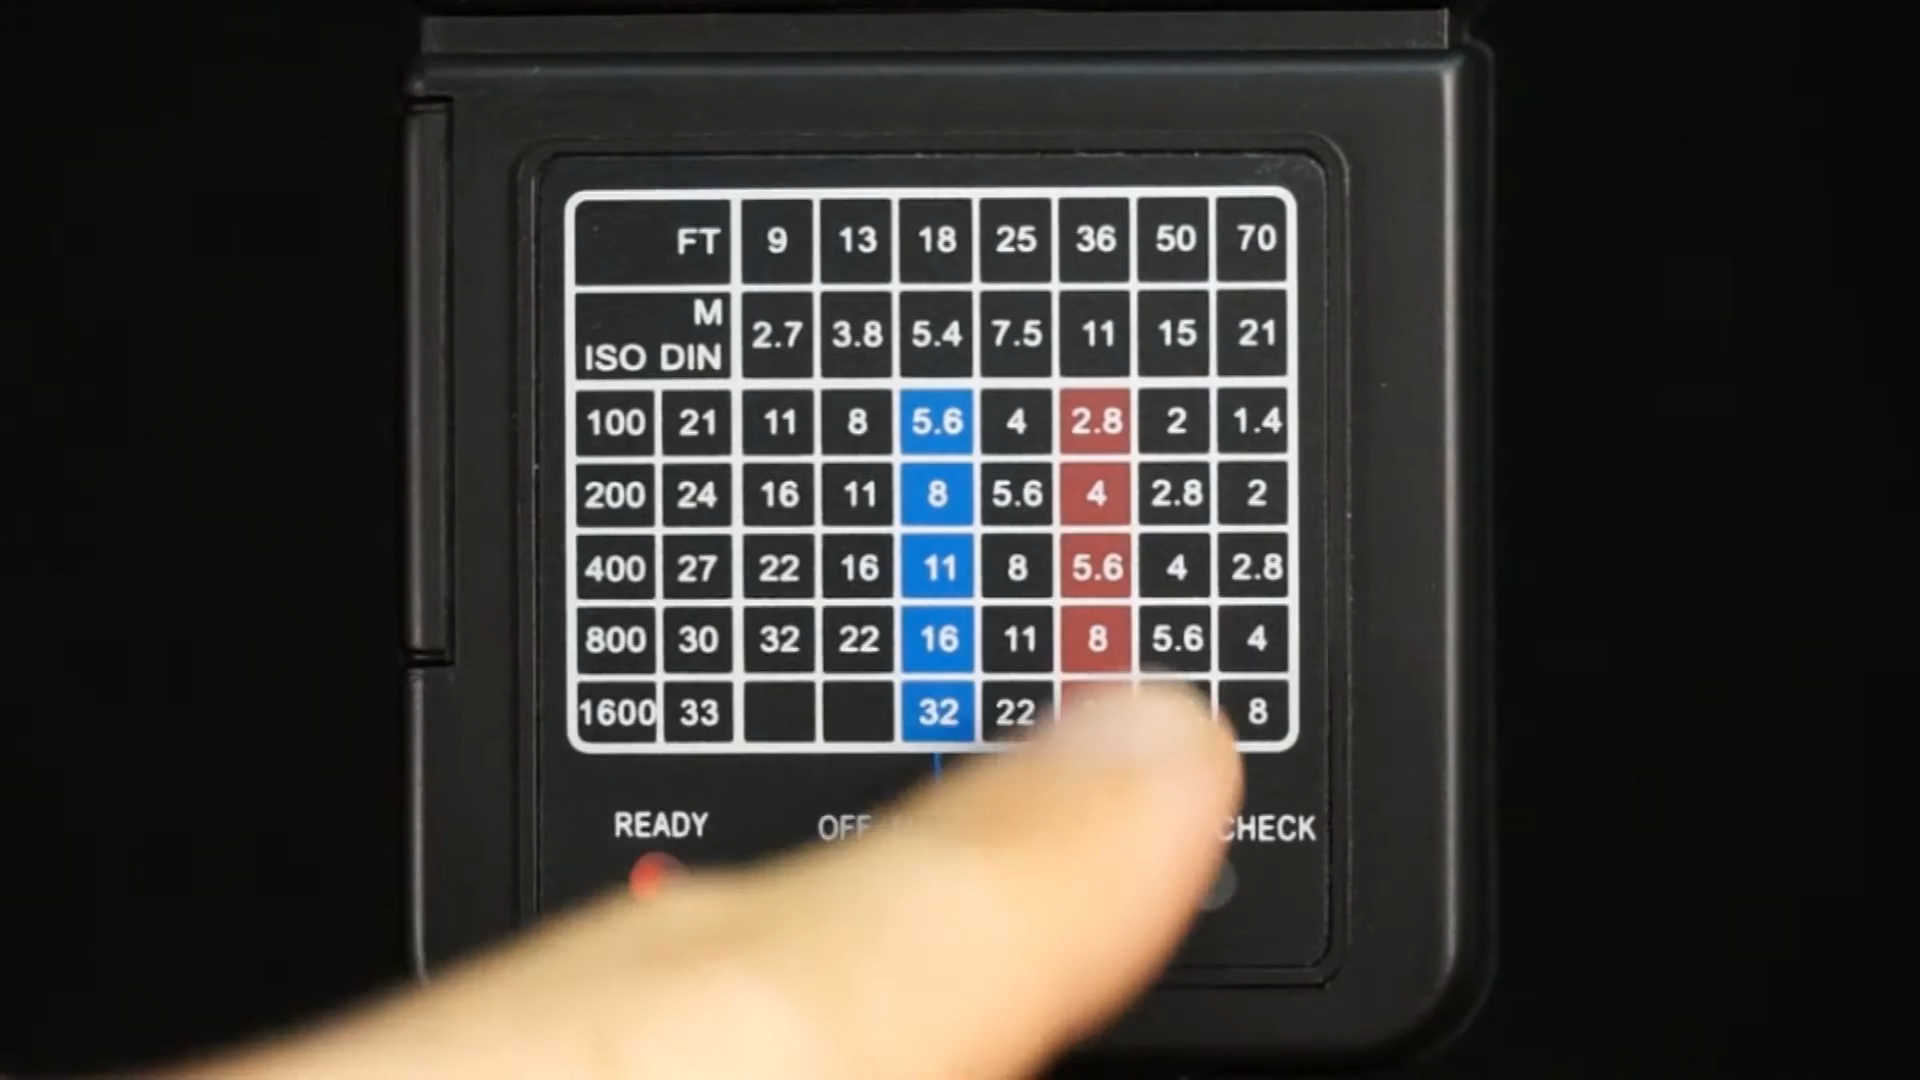 FT 9 13 18 25 36 50 70
M
ISO DIN 2.7 3.8 5.4 7.5 11 15 21
100 21 11 8 5.6 4 2.8 2 1.4
200 24 16 11 8 5.6 4 2.8 2
400 27 22 16 11 8 5.6 4 2.8
800 30 32 22 16 11 8 5.6 4
1600 33 32 22 8
READY OFF CHECK